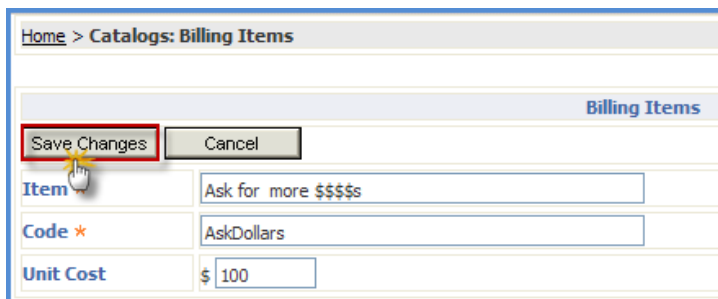 Home > Catalogs: Billing Items
Billing Items
Save Changes Cancel
Item Ask for more $$$$s
Code * AskDollars
Unit Cost $ 100